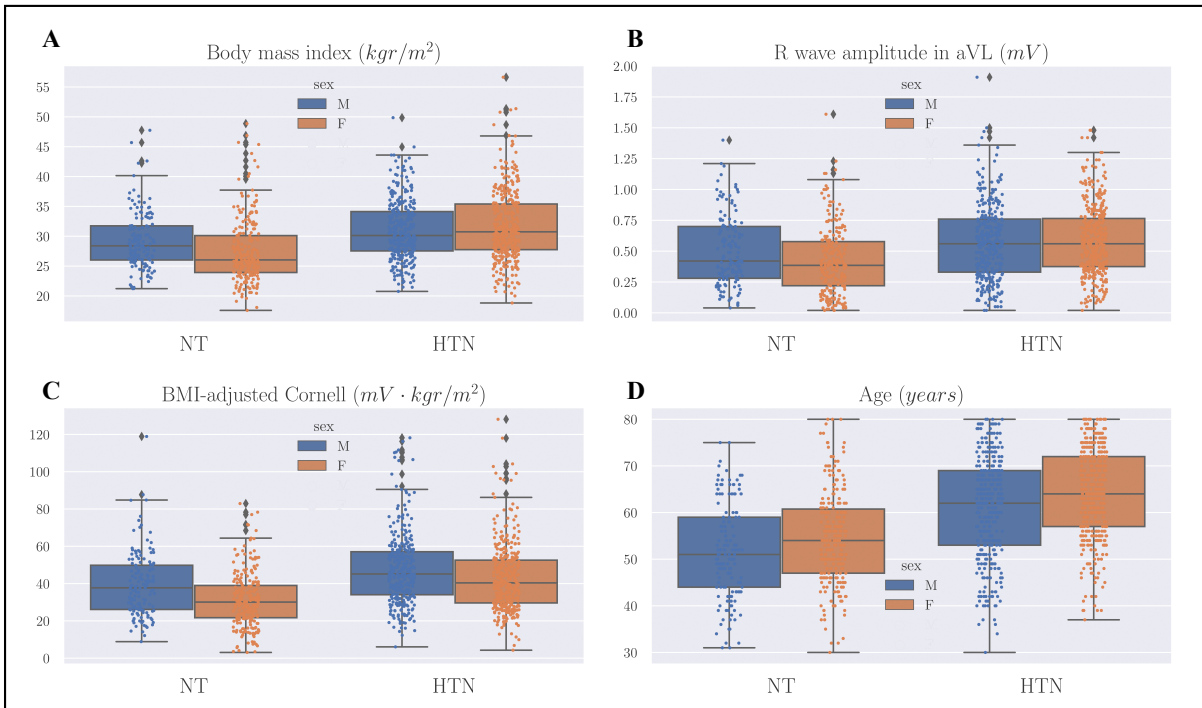 A
Body mass index (kgr/m²)
sex
M
F
55
50
45
40
35
30
25
20
NT
HTN
B
R wave amplitude in aVL (mV)
sex
M
F
2.00
1.75
1.50
1.25
1.00
0.75
0.50
0.25
0.00
NT
HTN
C
BMI-adjusted Cornell (mV · kgr/m²)
sex
M
F
120
100
80
60
40
20
0
NT
HTN
D
Age (years)
80
70
60
50
40
30
sex
M
F
NT
HTN